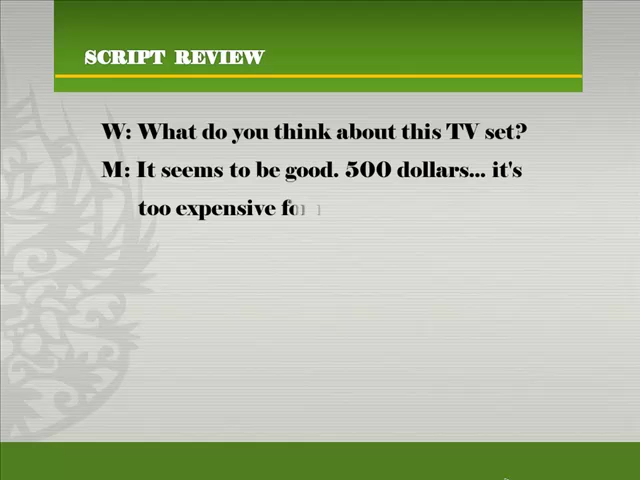 SCRIPT REVIEW
W: What do you think about this TV set?
M: It seems to be good. 500 dollars... it's
too expensive for